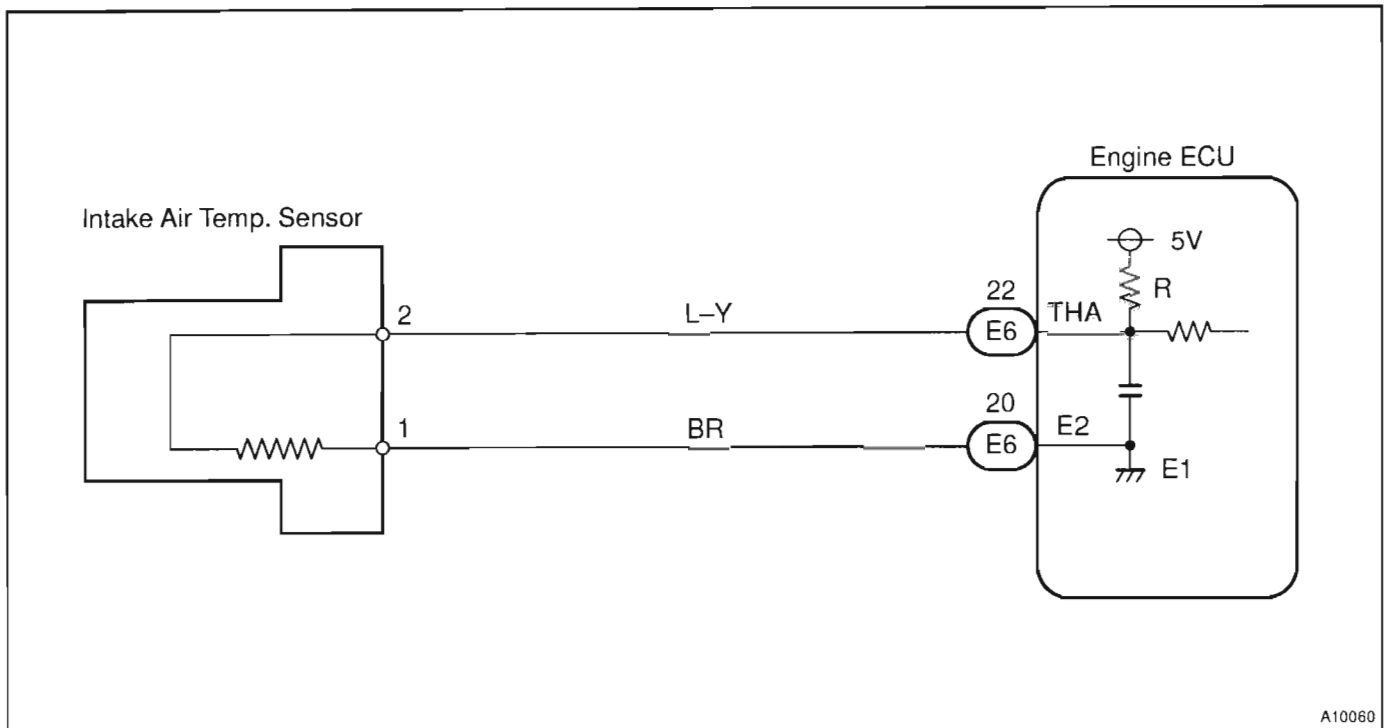 Engine ECU
Intake Air Temp. Sensor
5V
R
2
L–Y
22
E6
THA
1
BR
20
E6
E2
E1
A10060